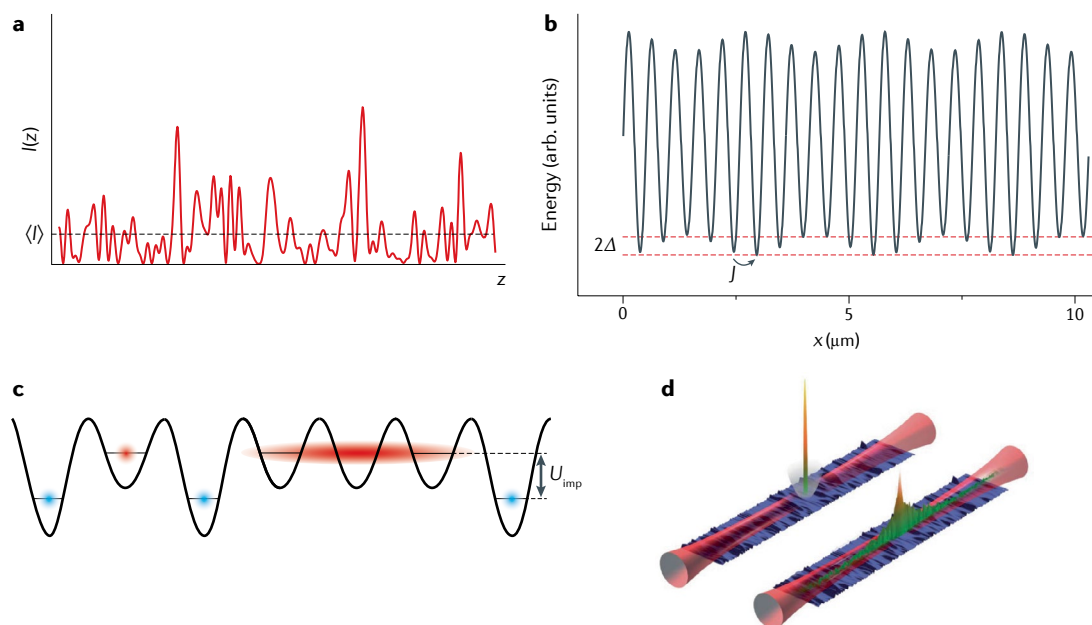 a
I(z)
⟨I⟩
z
b
Energy (arb. units)
2Δ
J
0
5
10
x (μm)
c
U_imp
d